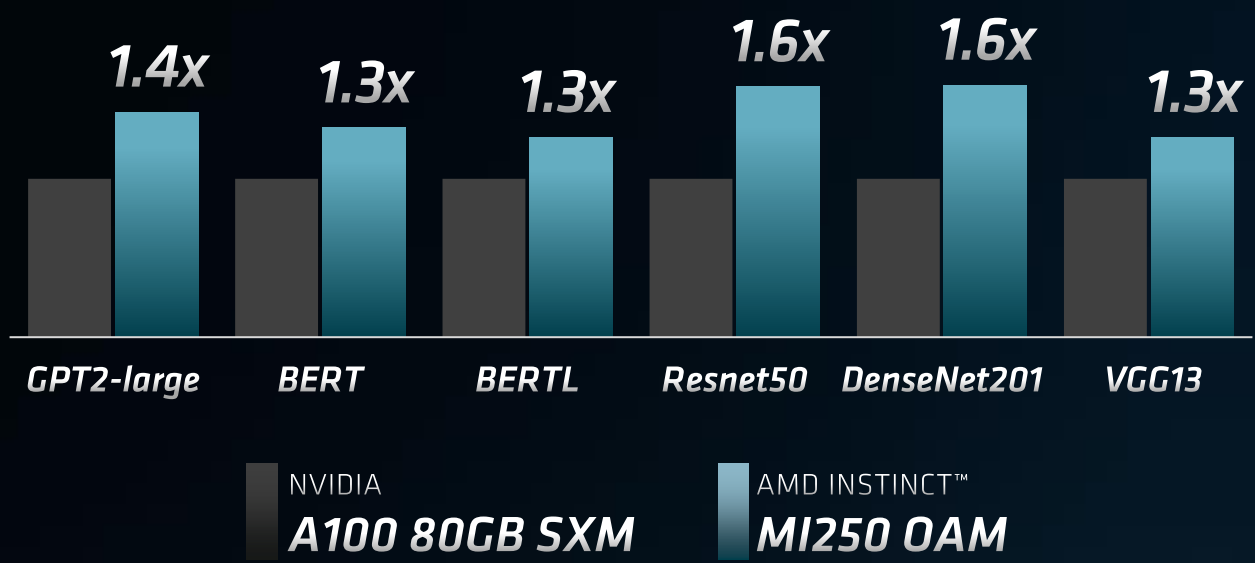 1.4x
1.3x
1.3x
1.6x
1.6x
1.3x
GPT2-large
BERT
BERTL
Resnet50
DenseNet201
VGG13
NVIDIA
A100 80GB SXM
AMD INSTINCT™
MI250 OAM